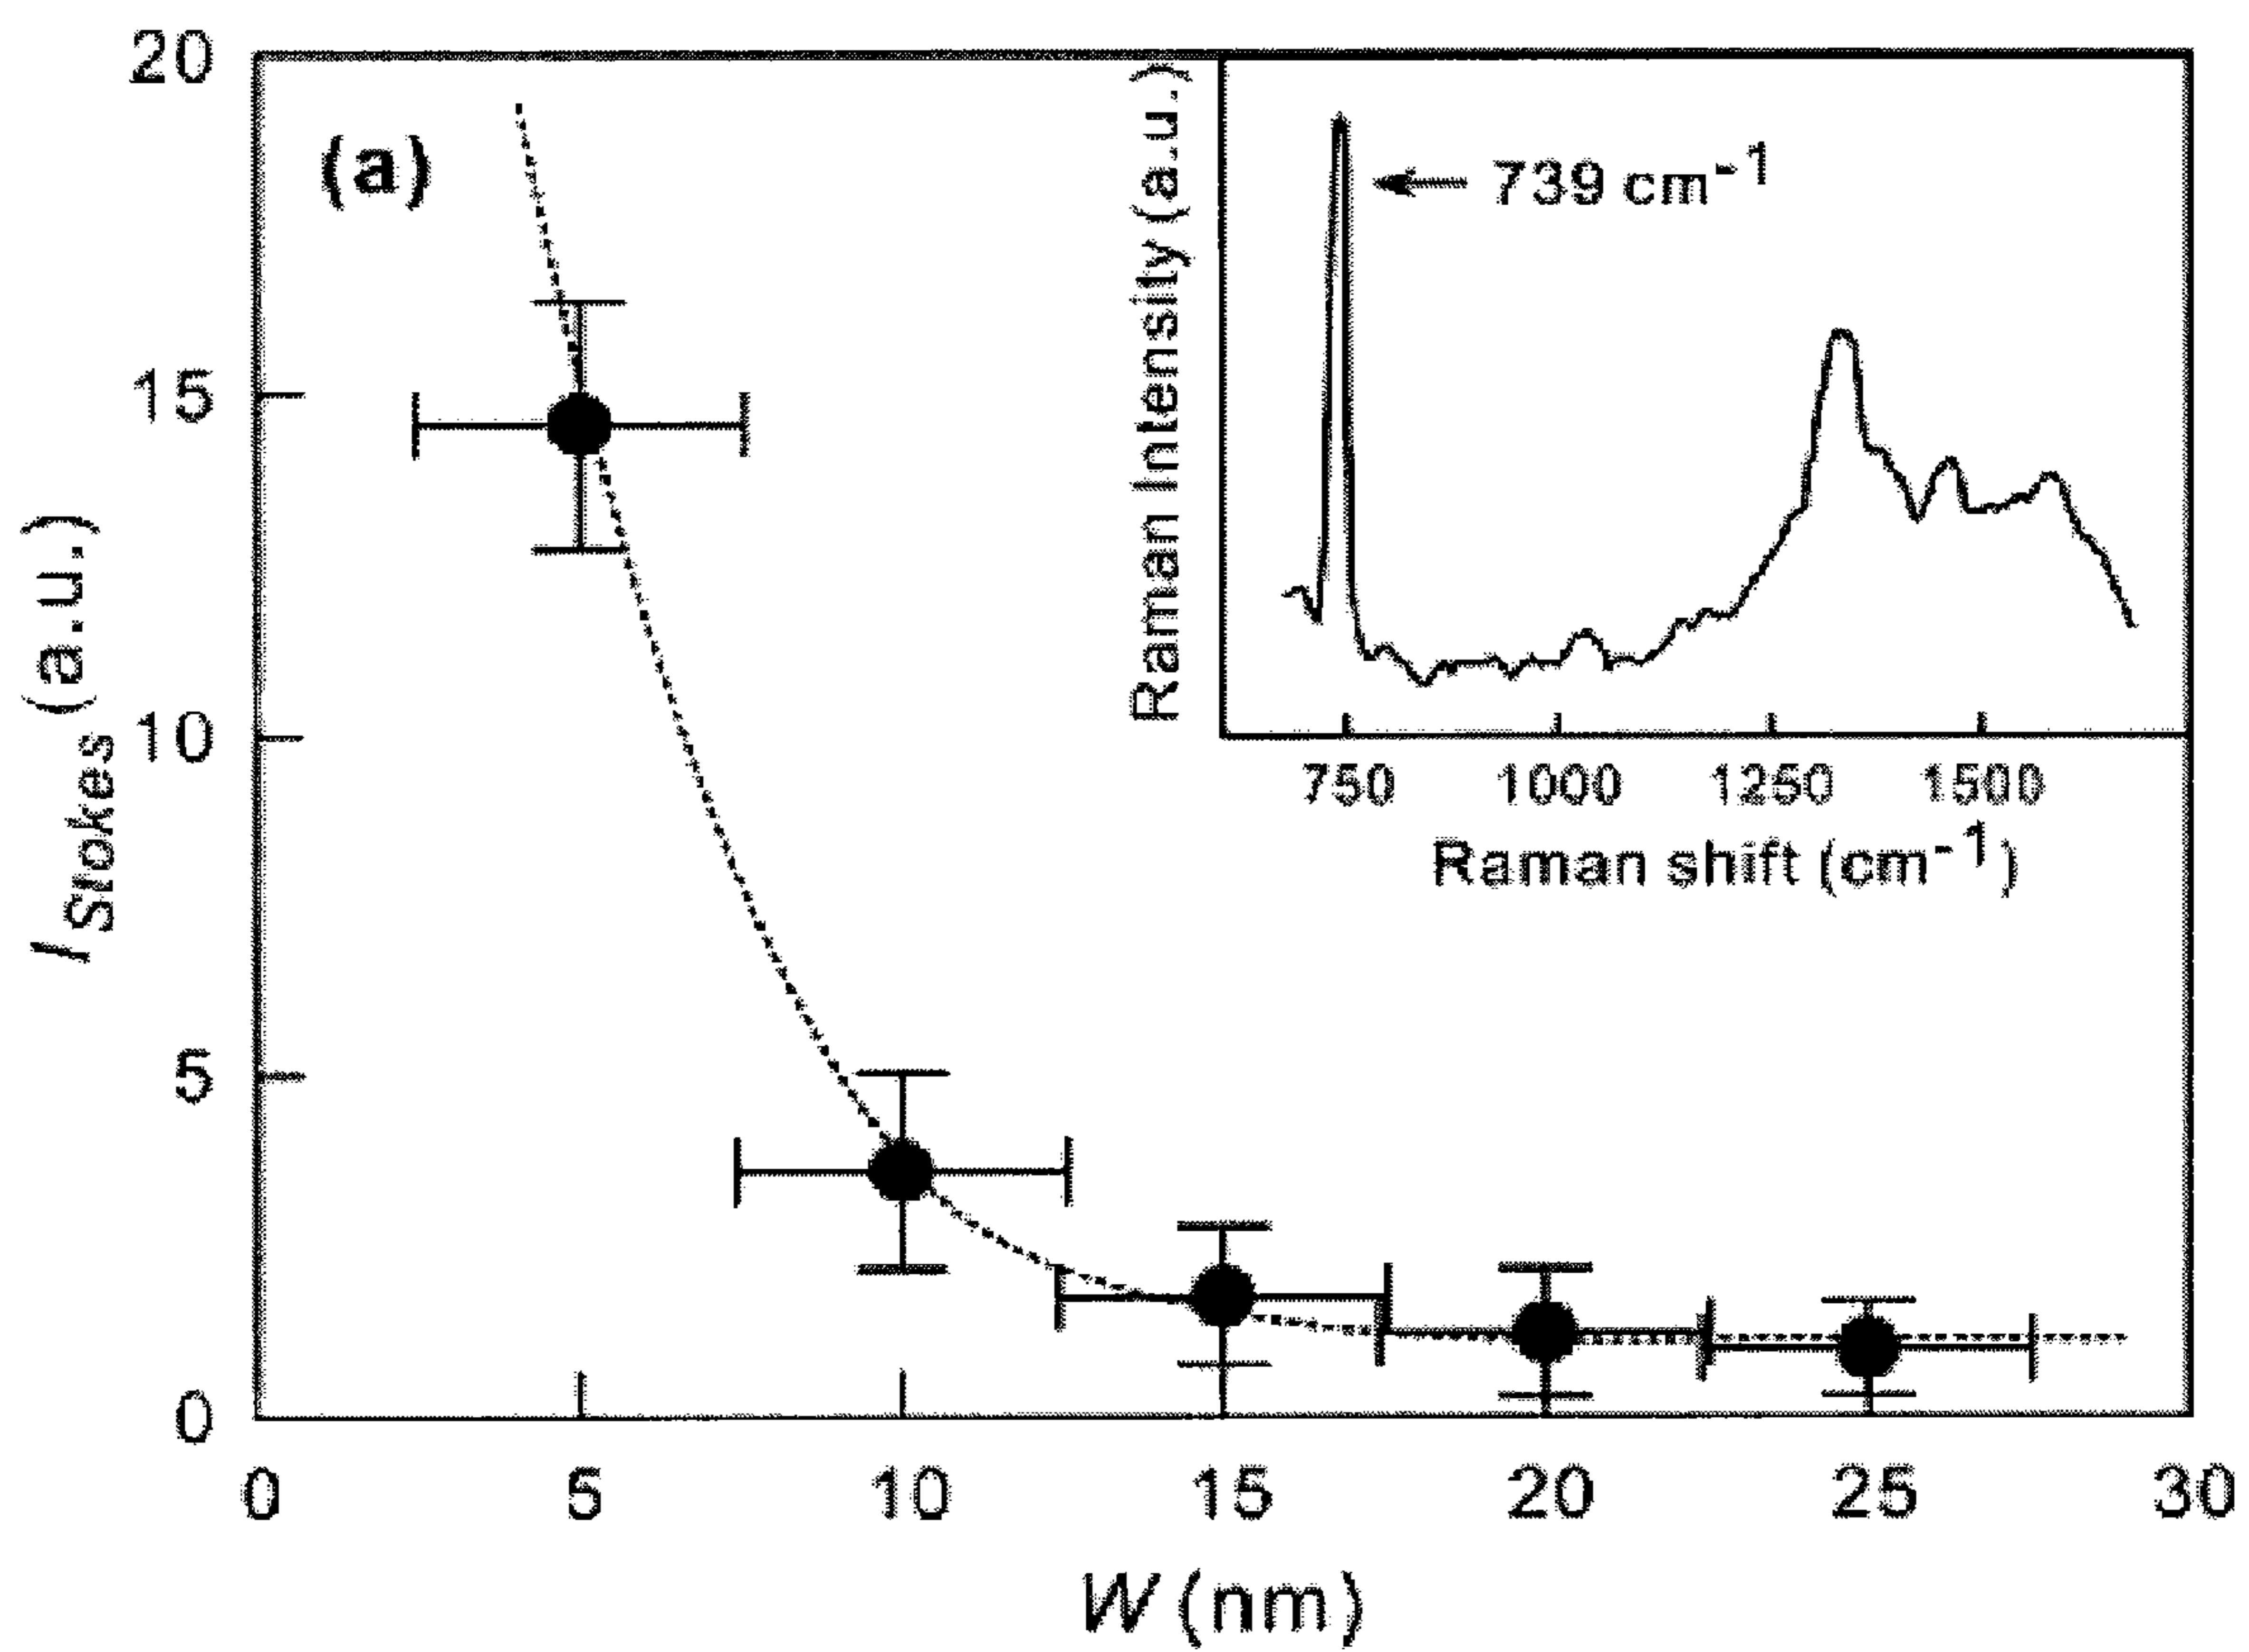 20
15
10
5
0
I Stokes (a.u.)
(a)
Raman Intensity (a.u.)
739 cm-1
750 1000 1250 1500
Raman shift (cm-1)
0 5 10 15 20 25 30
W (nm)